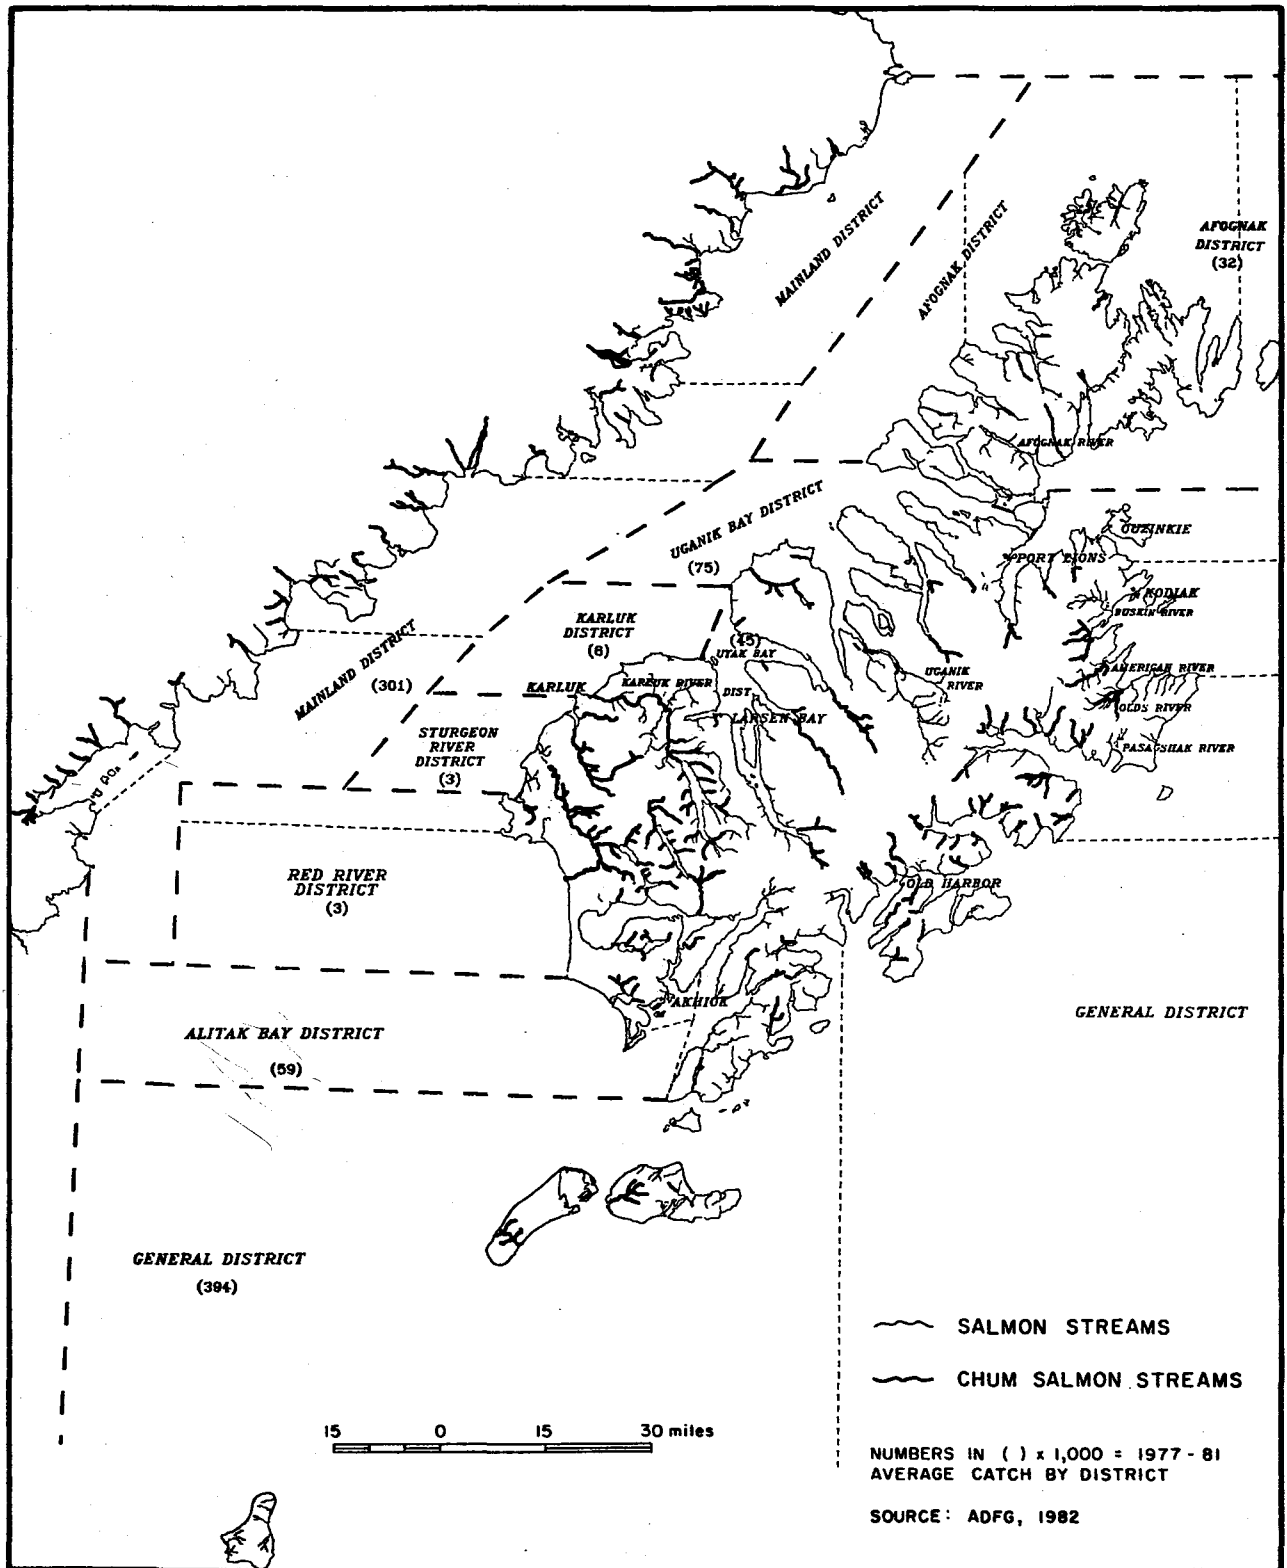 MAINLAND DISTRICT
AFOGNAK DISTRICT
AFOGNAK
DISTRICT
(32)
AFOGNAK RIVER
UGANIK BAY DISTRICT
(75)
OUZINKIE
PORT LIONS
KODIAK
BUSKIN RIVER
KARLUK
DISTRICT
(8)
(45)
UYAK BAY
DIST.
MAINLAND DISTRICT
(301)
KARLUK
KARLUK RIVER
LARSEN BAY
UGANIK
RIVER
AMERICAN RIVER
OLDS RIVER
PASAGSHAK RIVER
STURGEON
RIVER
DISTRICT
(3)
RED RIVER
DISTRICT
(3)
OLD HARBOR
AKHIOK
GENERAL DISTRICT
ALITAK BAY DISTRICT
(59)
GENERAL DISTRICT
(394)
SALMON STREAMS
CHUM SALMON STREAMS
15 0 15 30 miles
NUMBERS IN ( ) x 1,000 = 1977-81
AVERAGE CATCH BY DISTRICT
SOURCE: ADFG, 1982